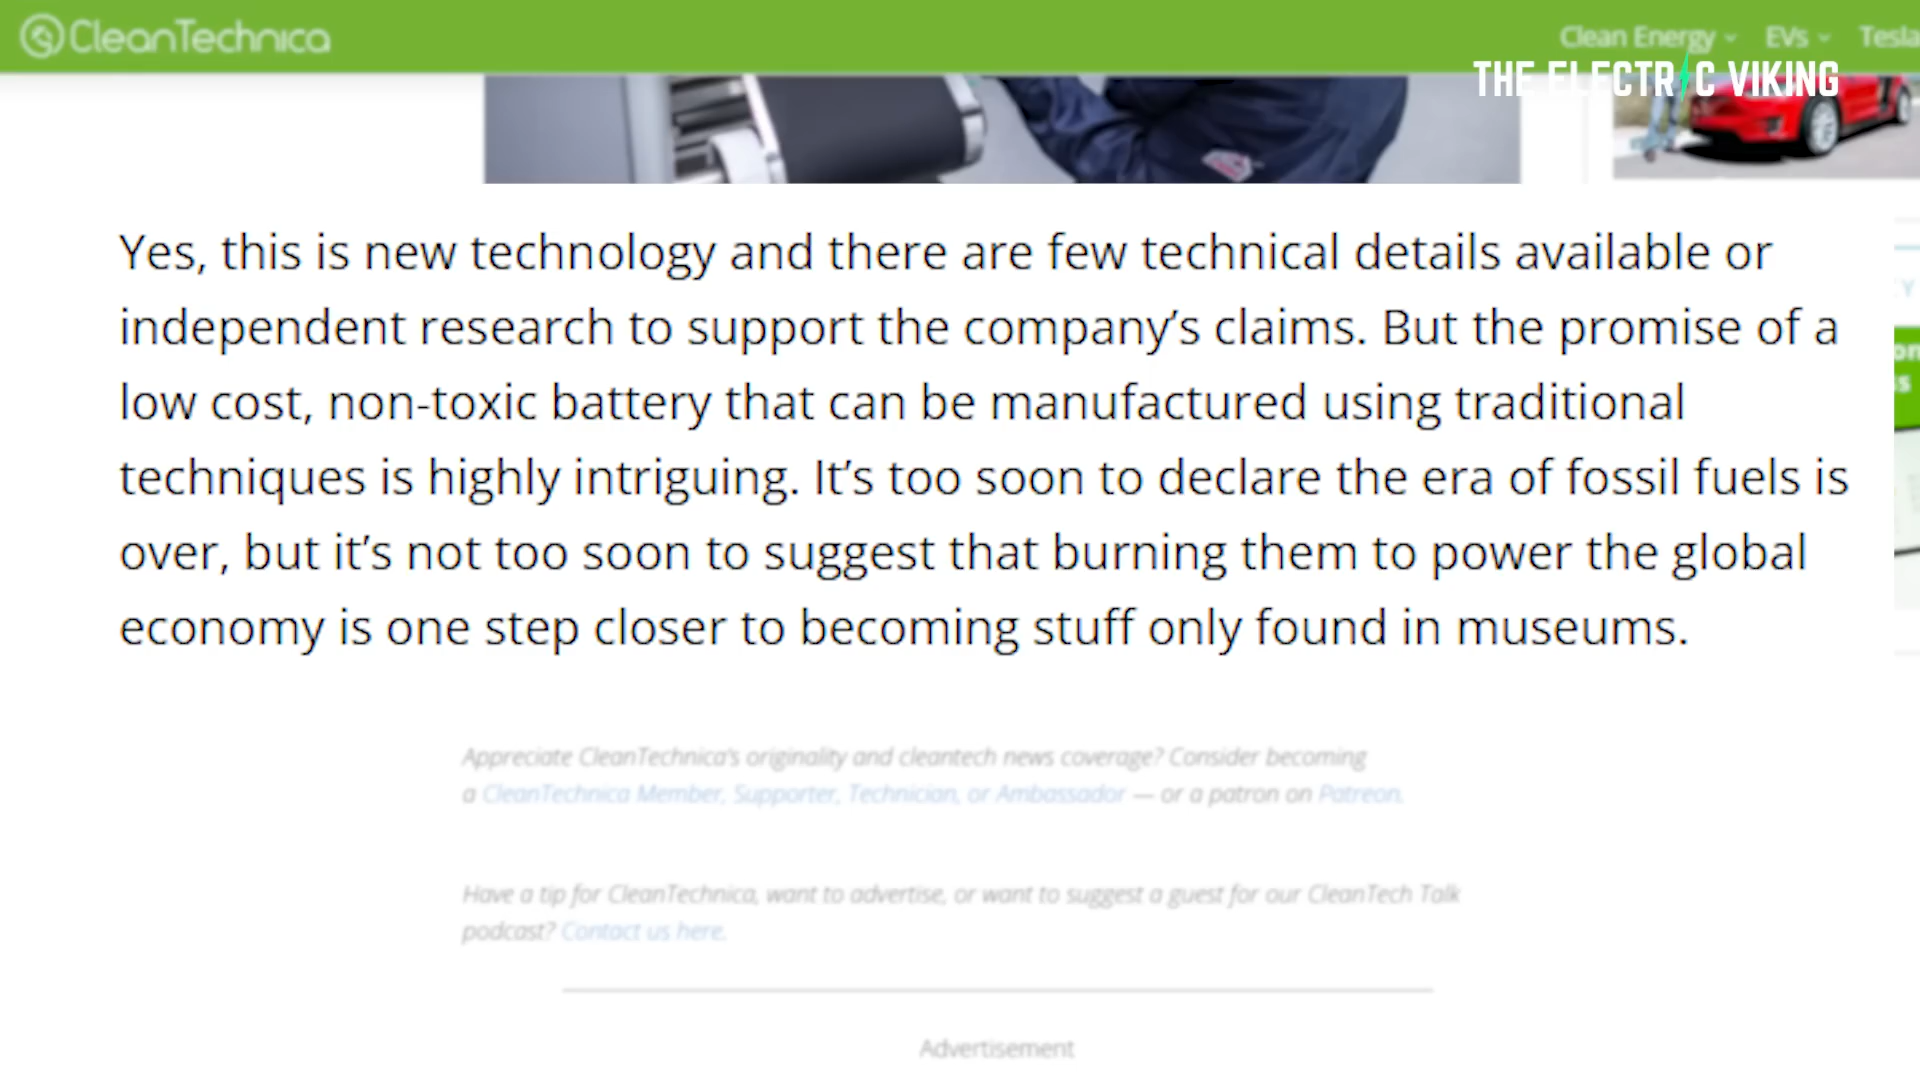 CleanTechnica
Clean Energy EVs Tesla
THE ELECTRIC VIKING
Yes, this is new technology and there are few technical details available or
independent research to support the company’s claims. But the promise of a
low cost, non-toxic battery that can be manufactured using traditional
techniques is highly intriguing. It’s too soon to declare the era of fossil fuels is
over, but it’s not too soon to suggest that burning them to power the global
economy is one step closer to becoming stuff only found in museums.
Appreciate CleanTechnica’s originality and cleantech news coverage? Consider becoming
a CleanTechnica Member, Supporter, Technician, or Ambassador — or a patron on Patreon.
Have a tip for CleanTechnica, want to advertise, or want to suggest a guest for our CleanTech Talk
podcast? Contact us here.
Advertisement